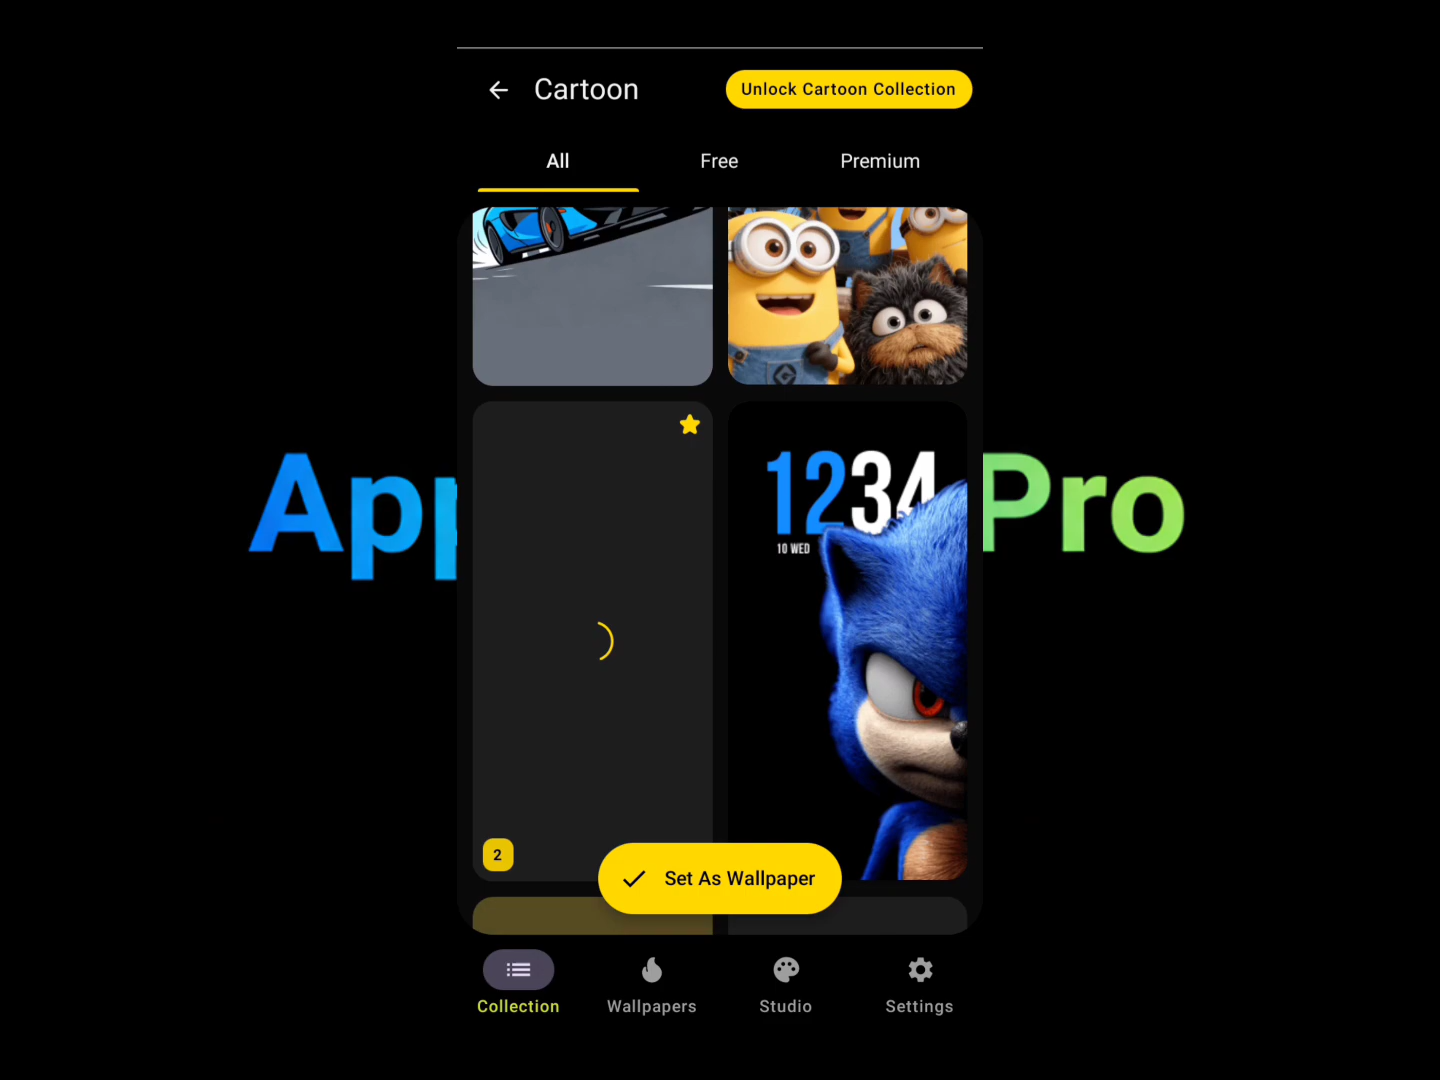 Cartoon
Unlock Cartoon Collection
All
Free
Premium
1234
10 WED
App Pro
2
Set As Wallpaper
Collection
Wallpapers
Studio
Settings